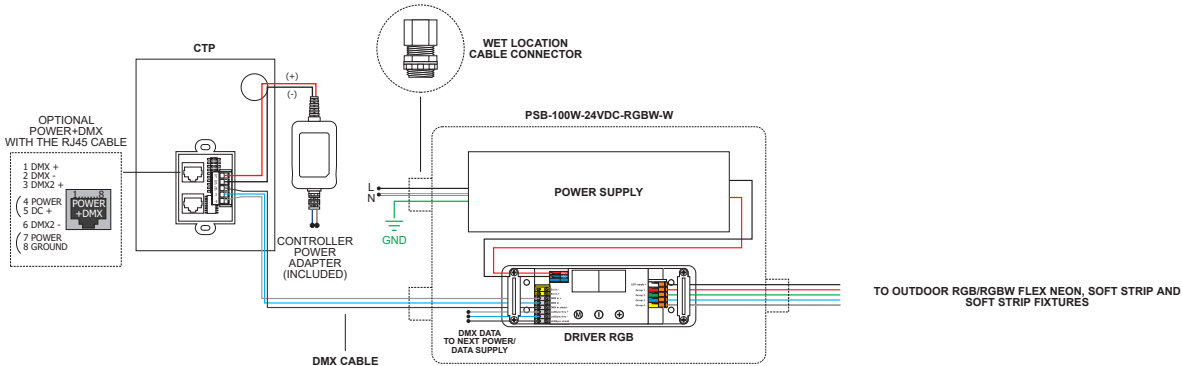 CTP
WET LOCATION
CABLE CONNECTOR
(+)
(-)
OPTIONAL
POWER+DMX
WITH THE RJ45 CABLE
1 DMX +
2 DMX -
3 DMX2 +
4 POWER
5 DC +
6 DMX2 -
7 POWER
8 GROUND
1 8
POWER
+DMX
CONTROLLER
POWER
ADAPTER
(INCLUDED)
PSB-100W-24VDC-RGBW-W
POWER SUPPLY
L
N
GND
M
DRIVER RGB
DMX DATA
TO NEXT POWER/
DATA SUPPLY
DMX CABLE
TO OUTDOOR RGB/RGBW FLEX NEON, SOFT STRIP AND
SOFT STRIP FIXTURES